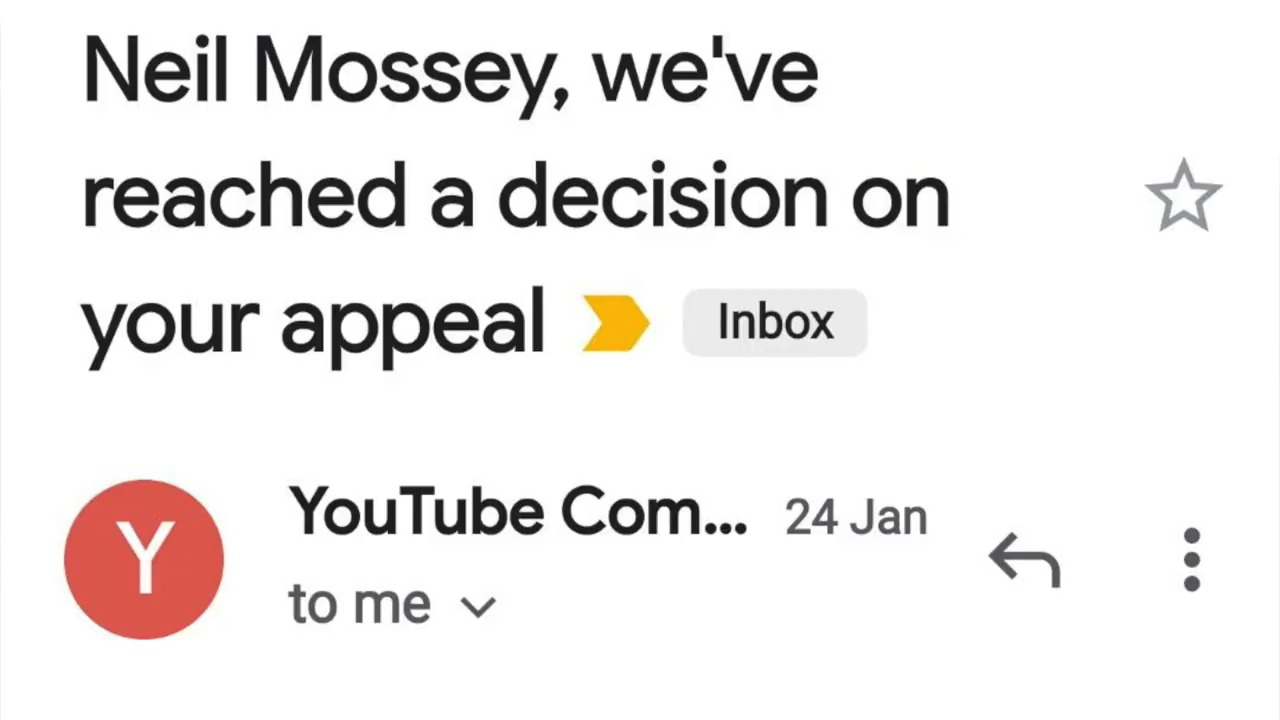 Neil Mossey, we've
reached a decision on
your appeal Inbox
Y
YouTube Com... 24 Jan
to me